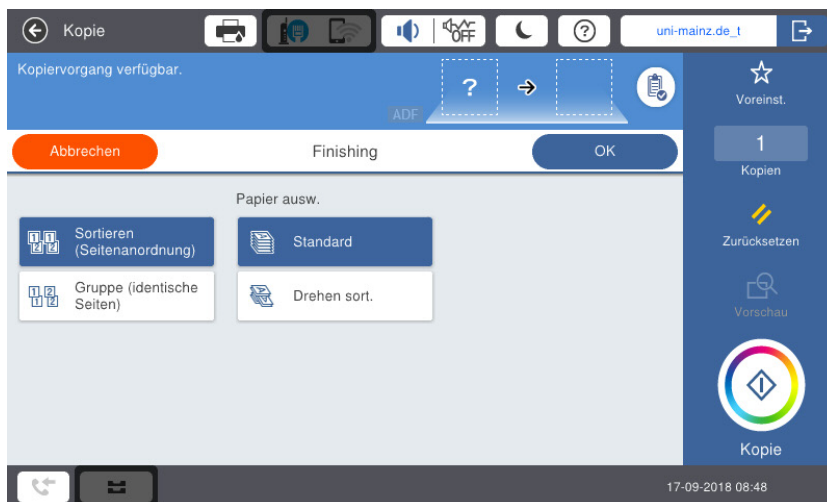 Kopie
OFF
uni-mainz.de_t
Kopiervorgang verfügbar.
?
ADF
Voreinst.
Abbrechen
Finishing
OK
1
Kopien
Papier ausw.
Sortieren
(Seitenanordnung)
Standard
Zurücksetzen
Gruppe (identische
Seiten)
Drehen sort.
Vorschau
Kopie
17-09-2018 08:48